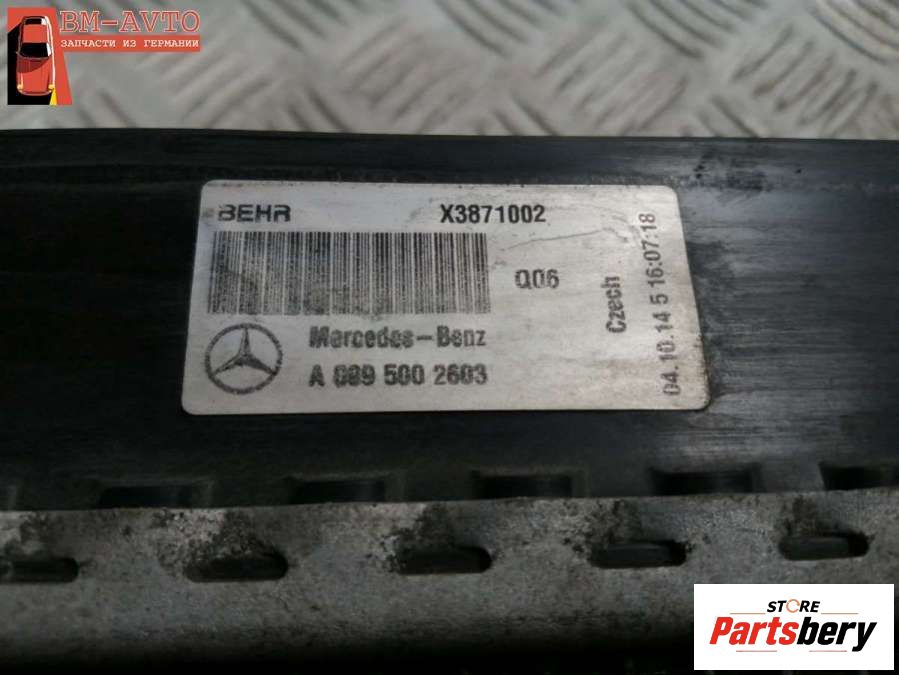 BM-AVTO
ЗАПЧАСТИ ИЗ ГЕРМАНИИ
BEHR X3871002
Q06
Mercedes-Benz
A 099 500 2603
Czech
04.10.14 5 16:07:18
STORE
Partsbery